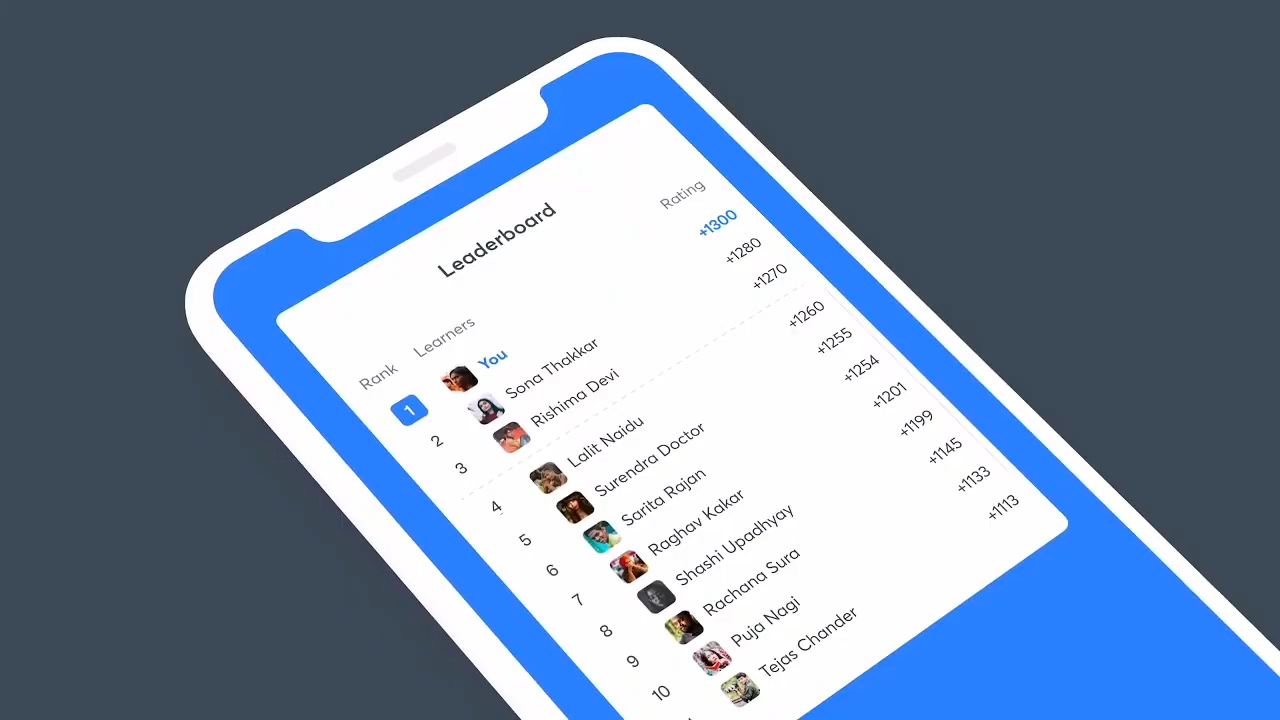 Leaderboard
Rank Learners Rating
1 You +1300
2 Sona Thakkar +1280
3 Rishima Devi +1270
4 Lalit Naidu +1260
5 Surendra Doctor +1255
6 Sarita Rajan +1254
7 Raghav Kakar +1201
8 Shashi Upadhyay +1199
9 Rachana Sura +1145
10 Puja Nagi +1133
Tejas Chander +1113